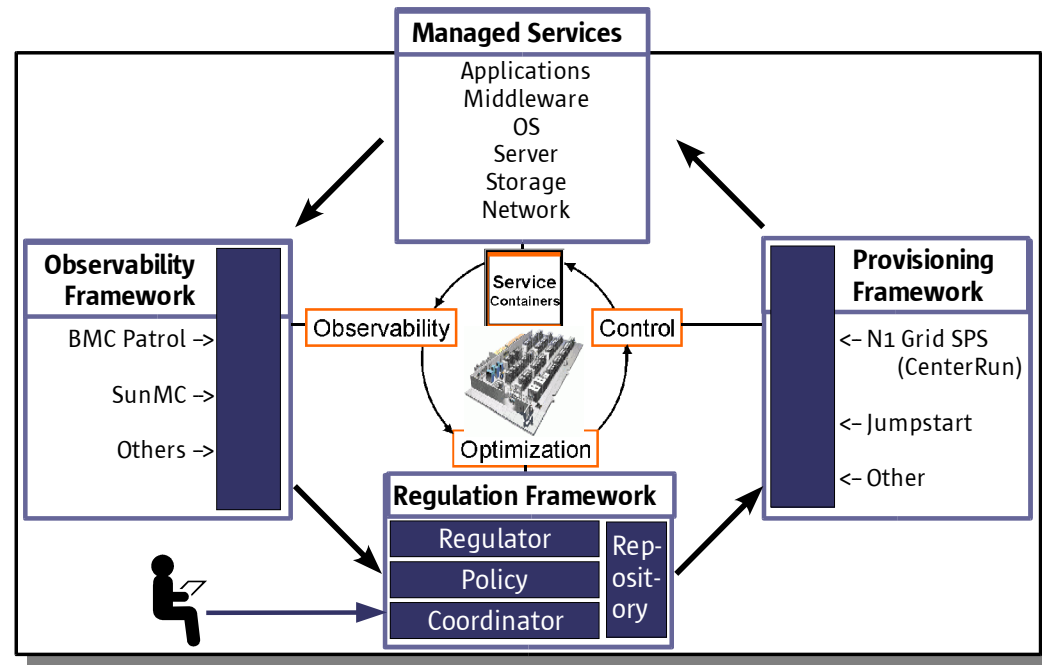 Managed Services
Applications
Middleware
OS
Server
Storage
Network
Observability
Framework
BMC Patrol –>
SunMC –>
Others –>
Service
Containers
Observability
Control
Optimization
Provisioning
Framework
<– N1 Grid SPS
(CenterRun)
<– Jumpstart
<– Other
Regulation Framework
Regulator
Policy
Coordinator
Rep-
osit-
ory